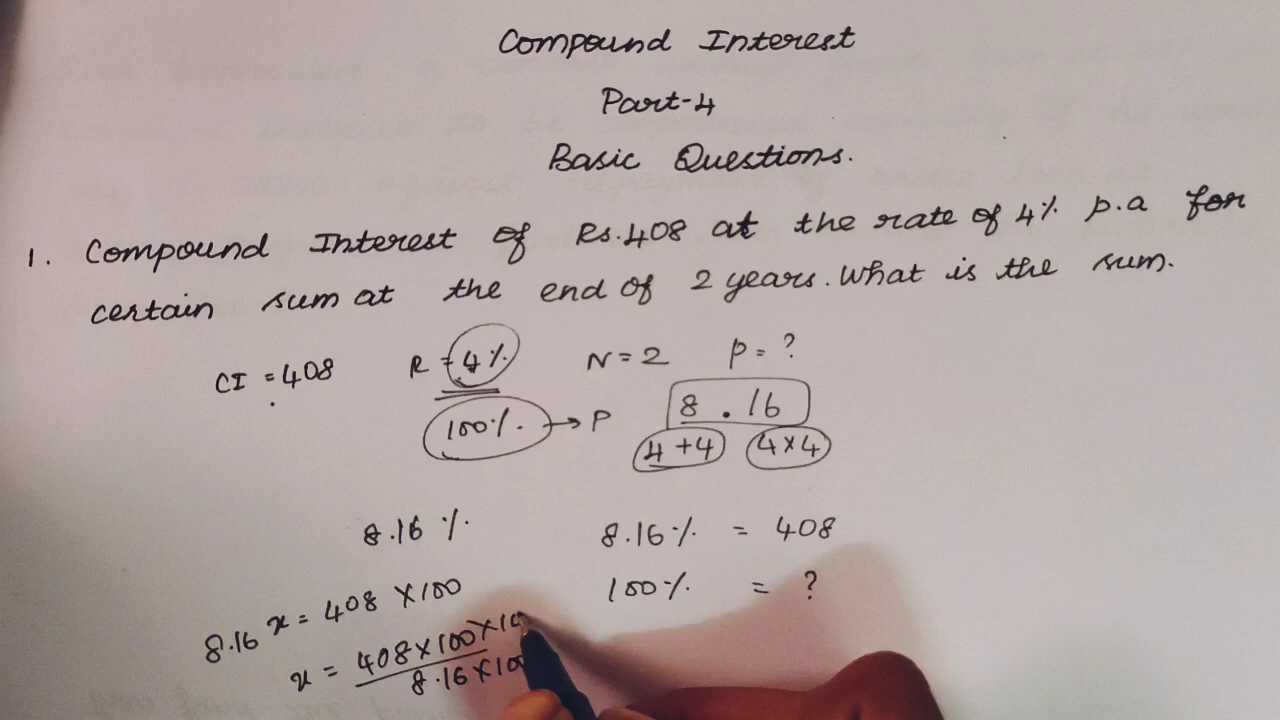 Compound Interest
Part-4
Basic Questions.
1. Compound Interest of Rs.408 at the rate of 4% p.a for
certain sum at the end of 2 years. What is the sum.
CI = 408 R = 4% N = 2 P = ?
100% → P 8.16
4+4 4×4
8.16% 8.16% = 408
8.16 x = 408 ×100 100% = ?
x = 408×100×10
8.16×100